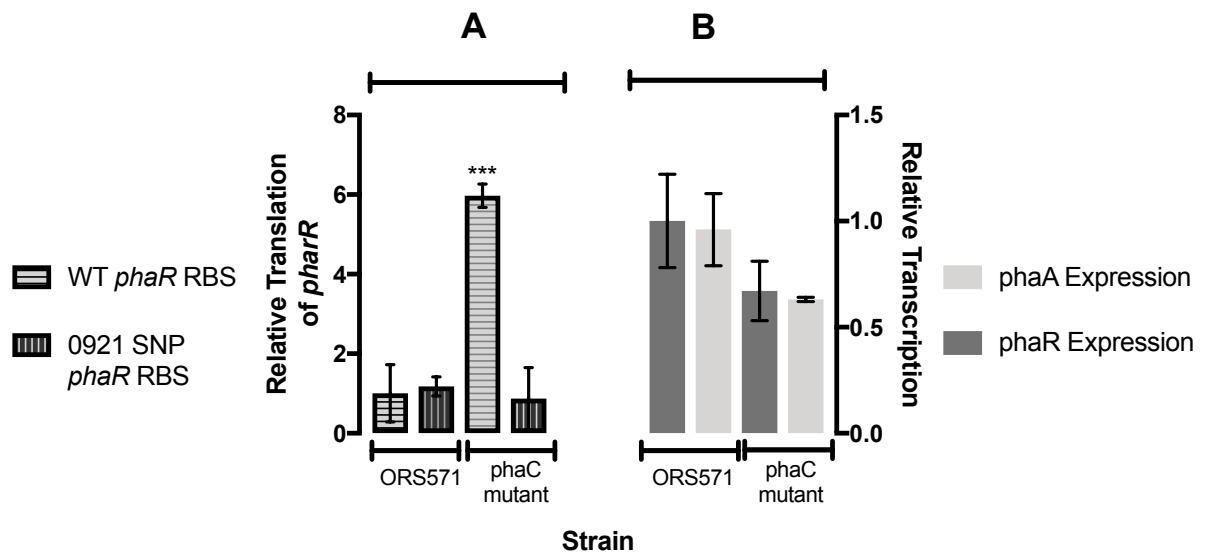 A
B
8
6
4
2
0
Relative Translation
of pharR
***
1.5
1.0
0.5
0.0
Relative Transcription
WT phaR RBS
0921 SNP
phaR RBS
phaA Expression
phaR Expression
ORS571
phaC
mutant
ORS571
phaC
mutant
Strain